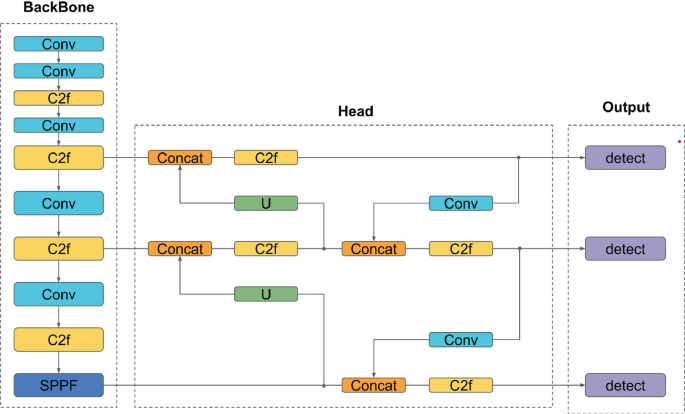 BackBone
Conv
Conv
C2f
Conv
C2f
Conv
C2f
Conv
C2f
SPPF
Head
Concat
C2f
U
Conv
Concat
C2f
Concat
C2f
U
Conv
Concat
C2f
Output
detect
detect
detect